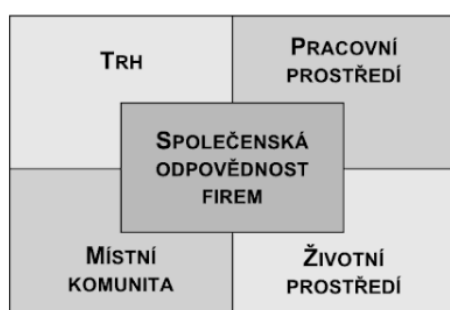 TRH
PRACOVNÍ
PROSTŘEDÍ
SPOLEČENSKÁ
ODPOVĚDNOST
FIREM
MÍSTNÍ
KOMUNITA
ŽIVOTNÍ
PROSTŘEDÍ